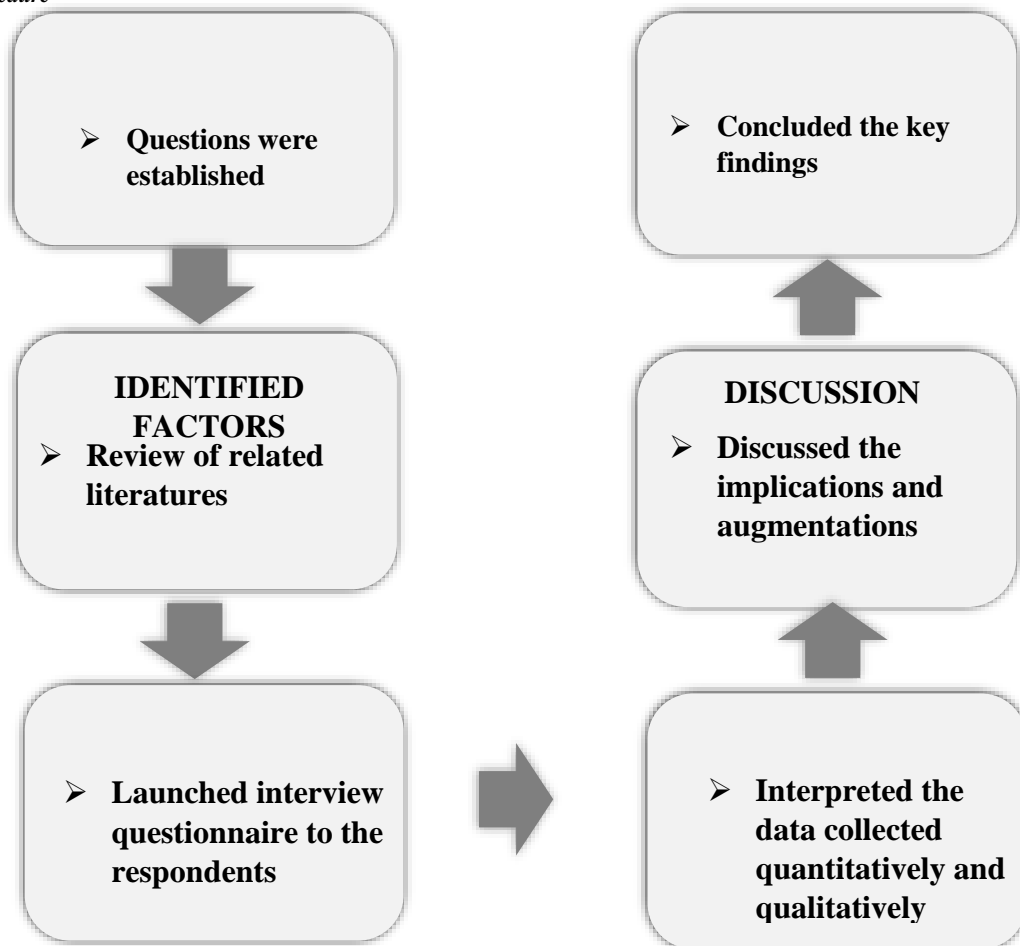 ➢ Questions were
established
IDENTIFIED
FACTORS
➢ Review of related
literatures
➢ Launched interview
questionnaire to the
respondents
➢ Interpreted the
data collected
quantitatively and
qualitatively
DISCUSSION
➢ Discussed the
implications and
augmentations
➢ Concluded the key
findings